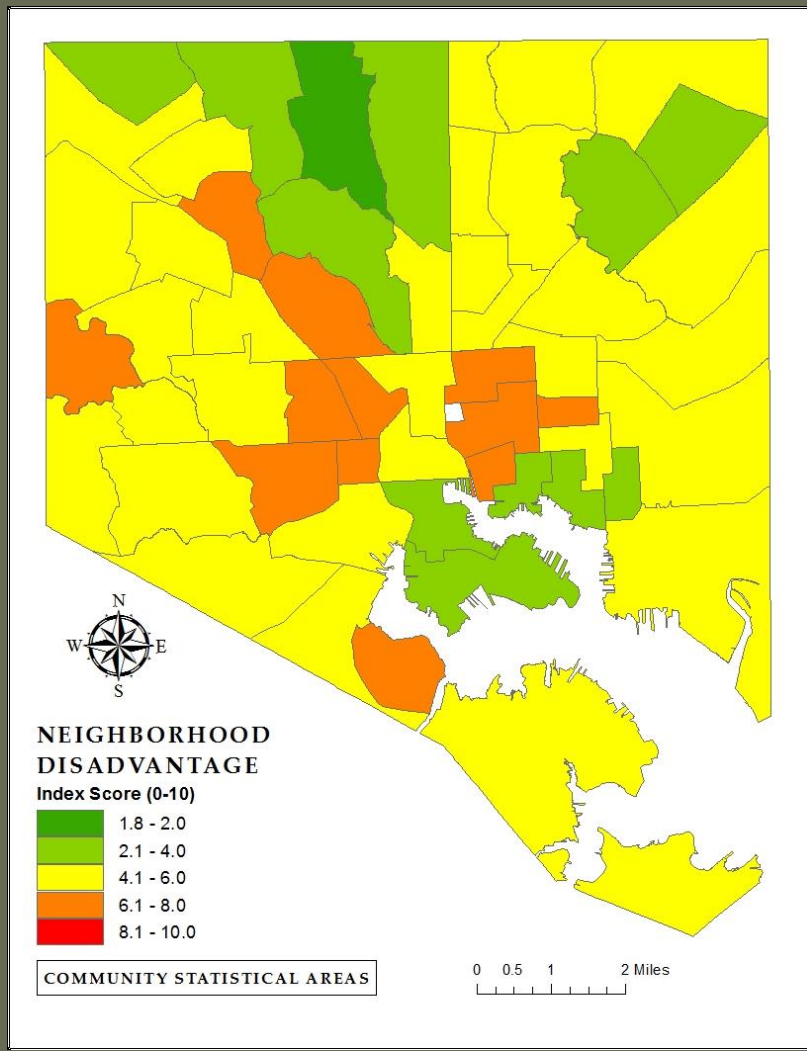 N
W E
S
NEIGHBORHOOD
DISADVANTAGE
Index Score (0-10)
1.8 - 2.0
2.1 - 4.0
4.1 - 6.0
6.1 - 8.0
8.1 - 10.0
COMMUNITY STATISTICAL AREAS
0 0.5 1 2 Miles